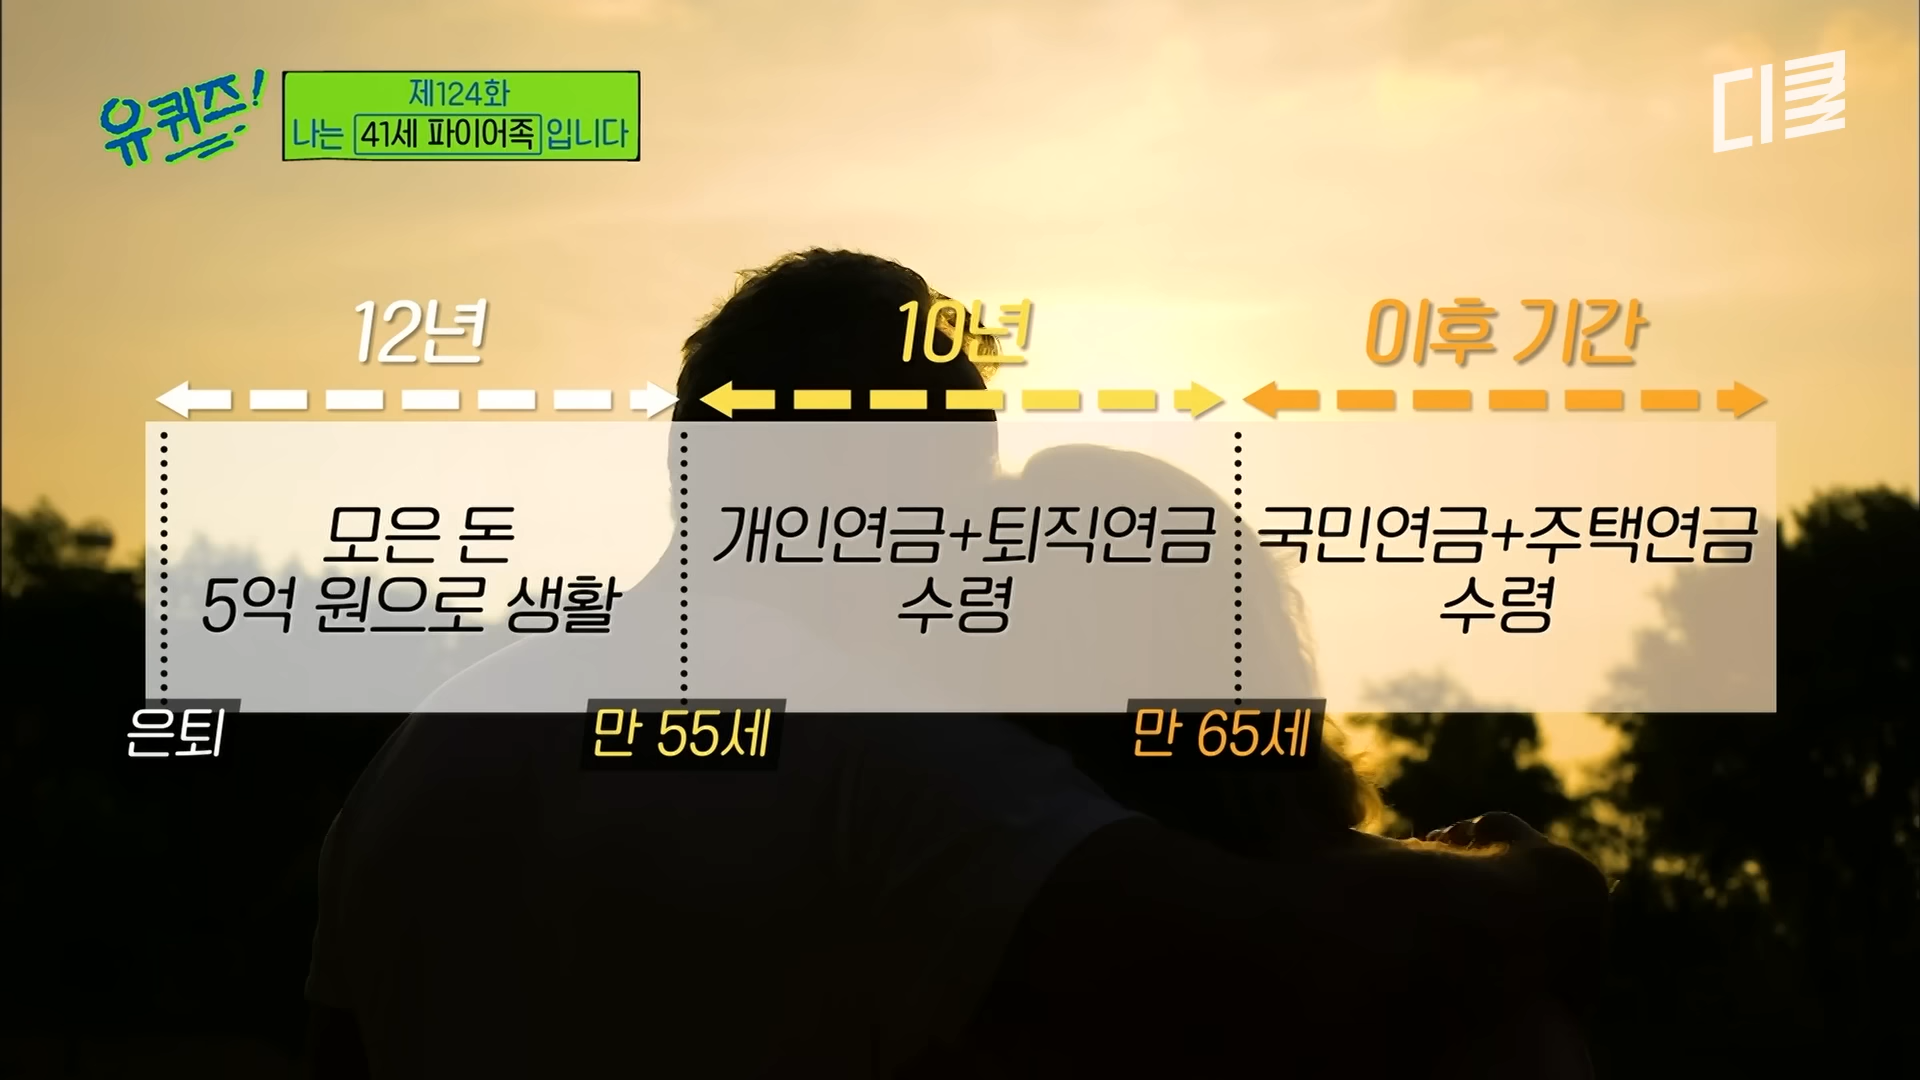 유퀴즈!
제124화
나는 41세 파이어족 입니다
디글
12년
10년
이후 기간
모은 돈
5억 원으로 생활
개인연금+퇴직연금
수령
국민연금+주택연금
수령
은퇴
만 55세
만 65세